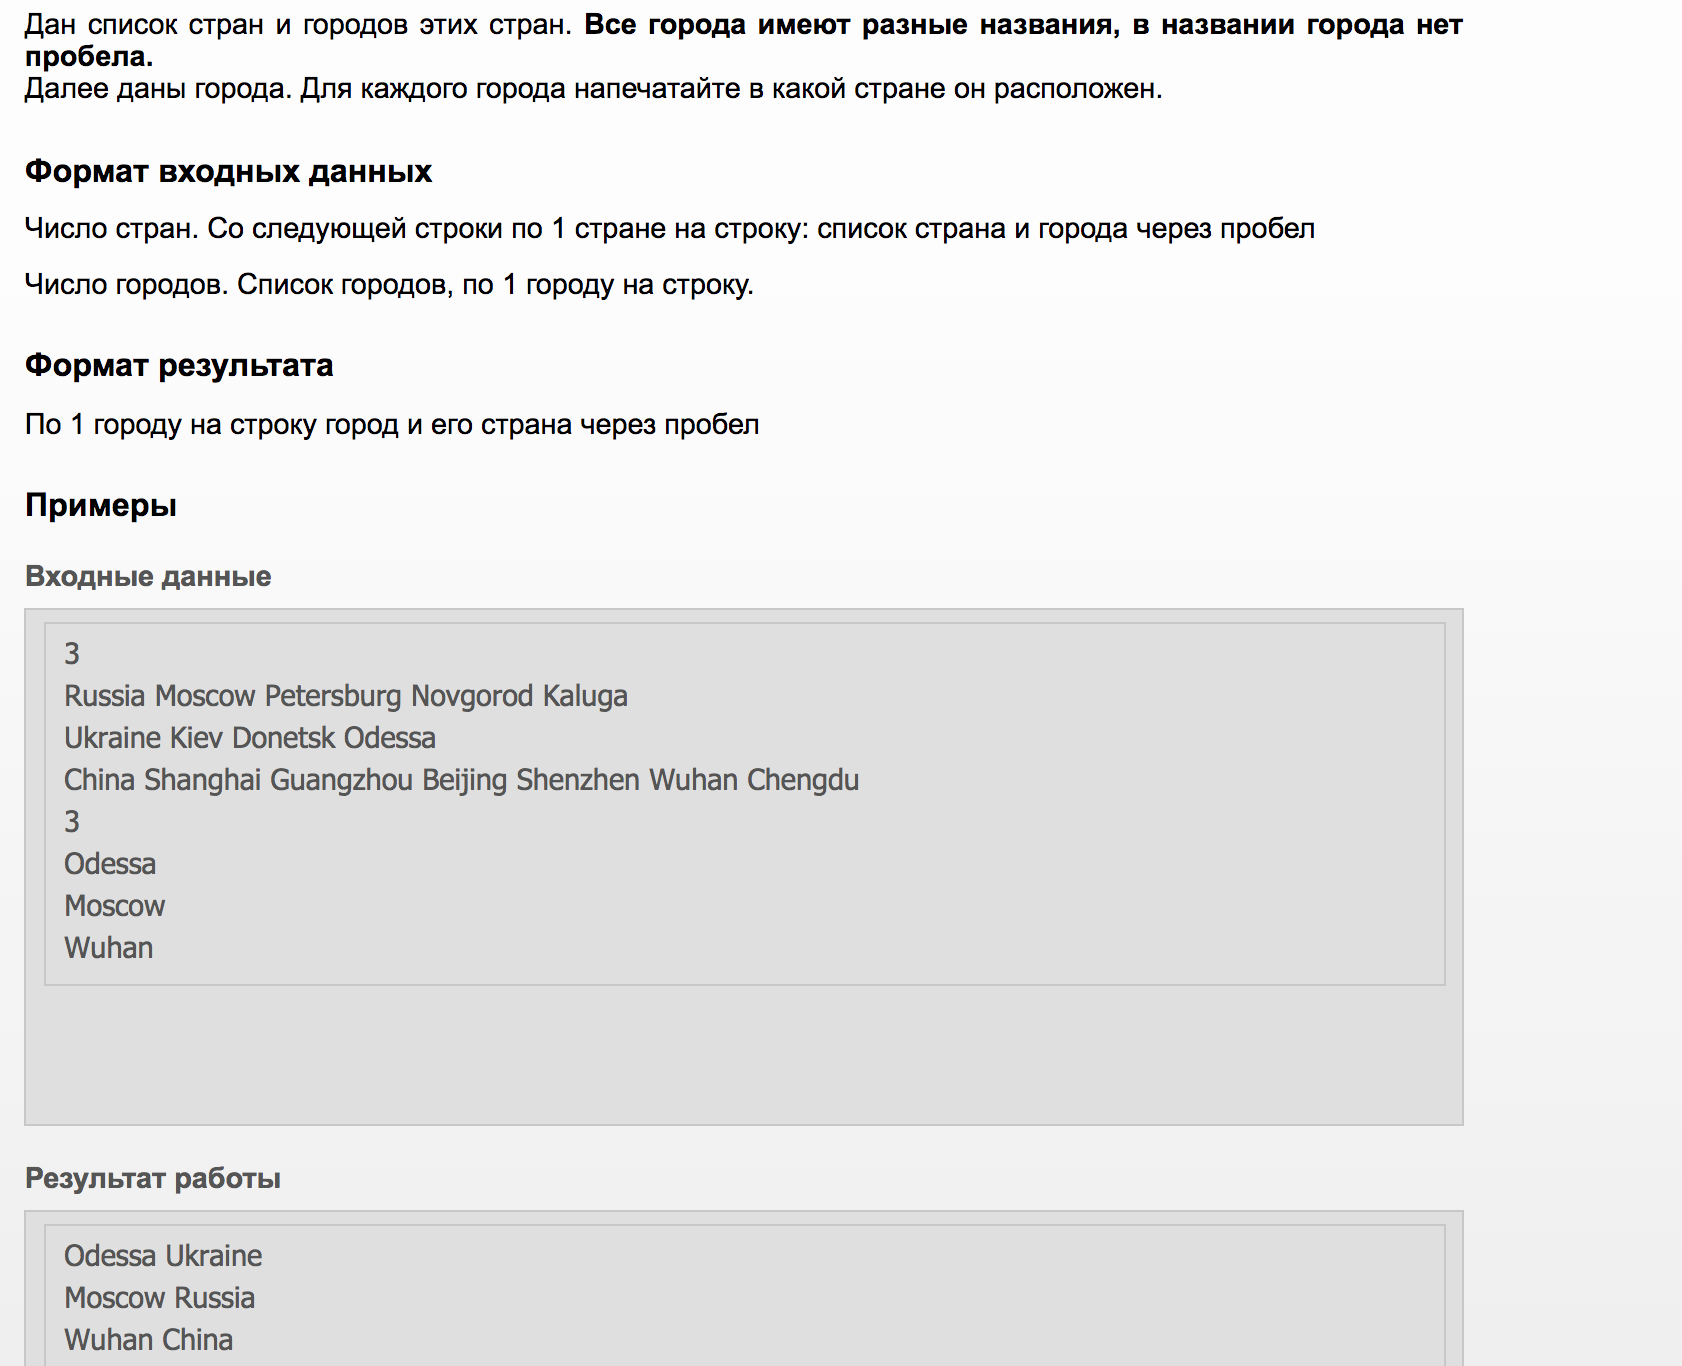 Дан список стран и городов этих стран. Все города имеют разные названия, в названии города нет
пробела.
Далее даны города. Для каждого города напечатайте в какой стране он расположен.
Формат входных данных
Число стран. Со следующей строки по 1 стране на строку: список страна и города через пробел
Число городов. Список городов, по 1 городу на строку.
Формат результата
По 1 городу на строку город и его страна через пробел
Примеры
Входные данные
3
Russia Moscow Petersburg Novgorod Kaluga
Ukraine Kiev Donetsk Odessa
China Shanghai Guangzhou Beijing Shenzhen Wuhan Chengdu
3
Odessa
Moscow
Wuhan
Результат работы
Odessa Ukraine
Moscow Russia
Wuhan China